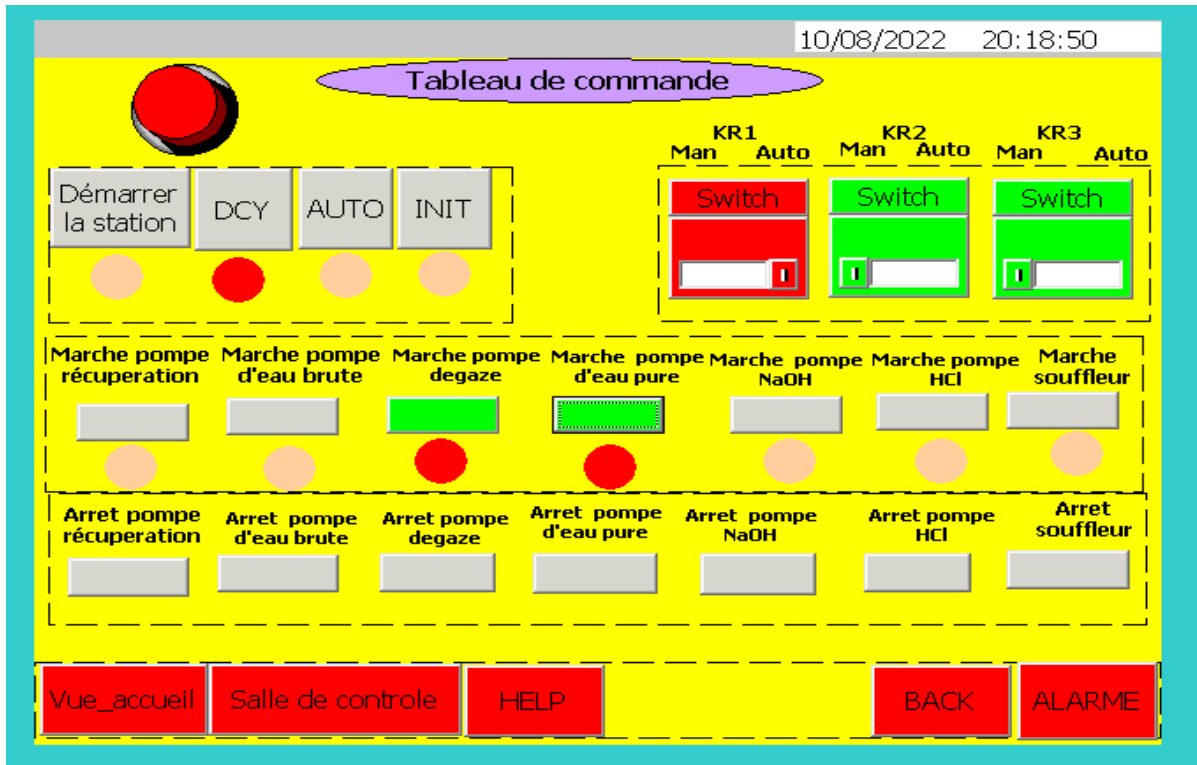 10/08/2022 20:18:50
Tableau de commande
KR1 KR2 KR3
Man Auto Man Auto Man Auto
Switch Switch Switch
Démarrer
la station
DCY AUTO INIT
Marche pompe
récuperation
Marche pompe
d'eau brute
Marche pompe
degaze
Marche pompe
d'eau pure
Marche pompe
NaOH
Marche pompe
HCl
Marche
souffleur
Arret pompe
récuperation
Arret pompe
d'eau brute
Arret pompe
degaze
Arret pompe
d'eau pure
Arret pompe
NaOH
Arret pompe
HCl
Arret
souffleur
Vue_accueil Salle de controle HELP BACK ALARME